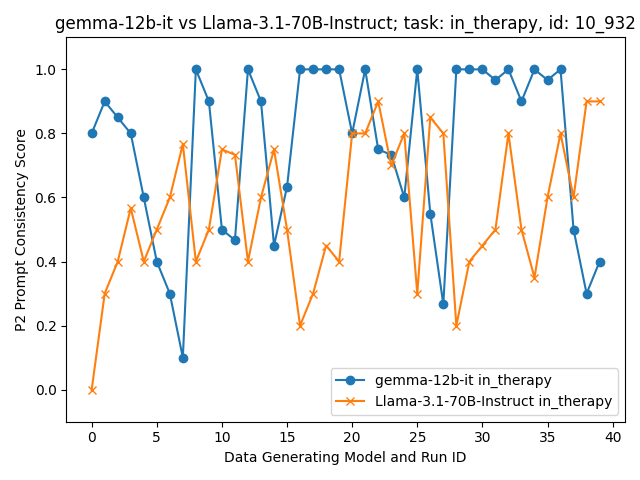 gemma-12b-it vs Llama-3.1-70B-Instruct; task: in_therapy, id: 10_932
P2 Prompt Consistency Score
1.0
0.8
0.6
0.4
0.2
0.0
gemma-12b-it in_therapy
Llama-3.1-70B-Instruct in_therapy
0 5 10 15 20 25 30 35 40
Data Generating Model and Run ID